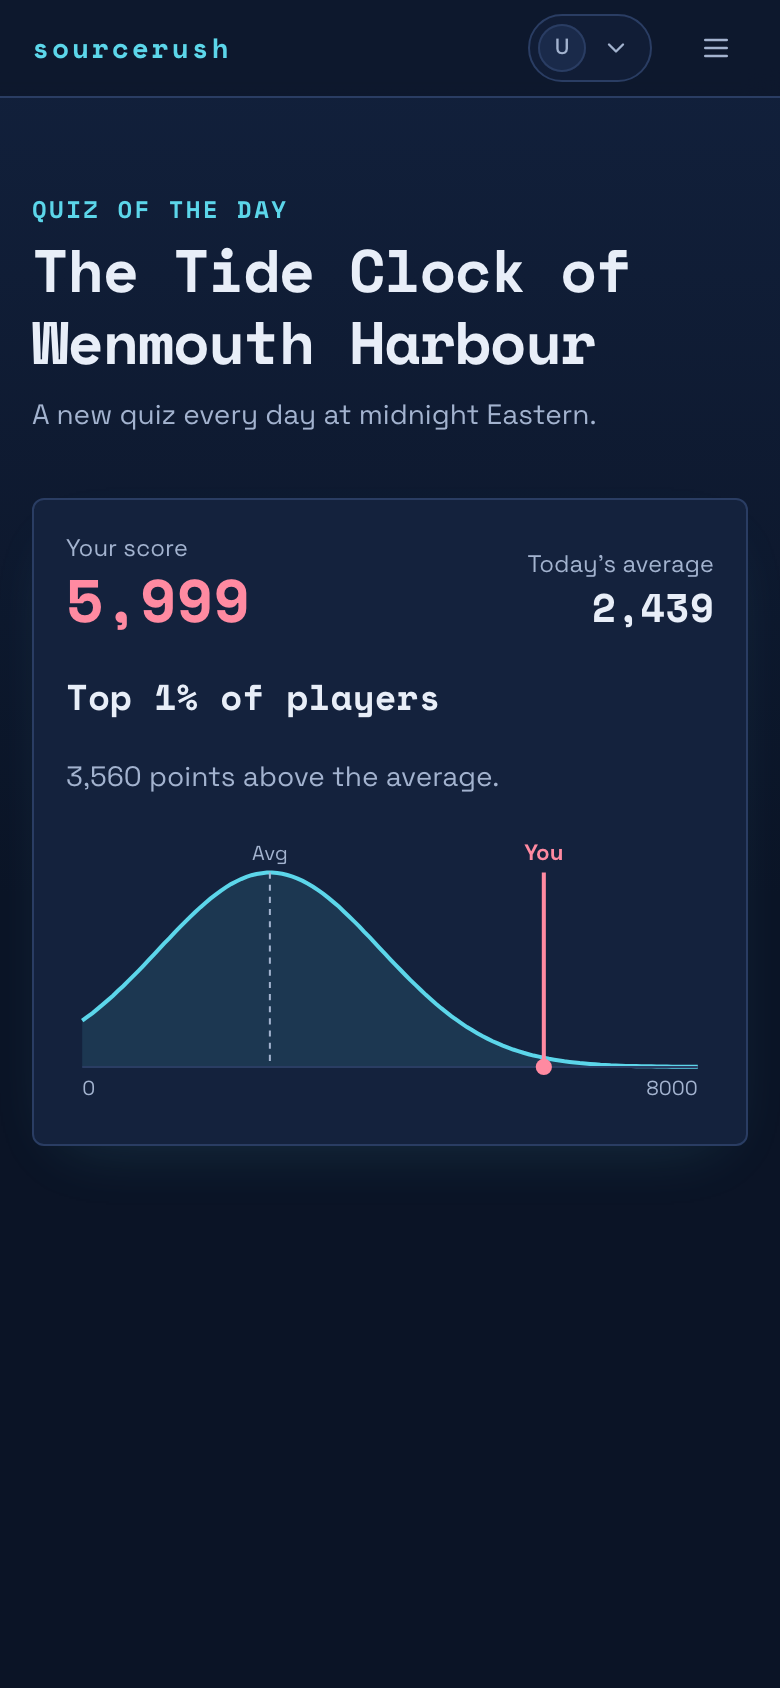 sourcerush
U
QUIZ OF THE DAY
The Tide Clock of
Wenmouth Harbour
A new quiz every day at midnight Eastern.
Your score
5,999
Today's average
2,439
Top 1% of players
3,560 points above the average.
Avg
You
0
8000